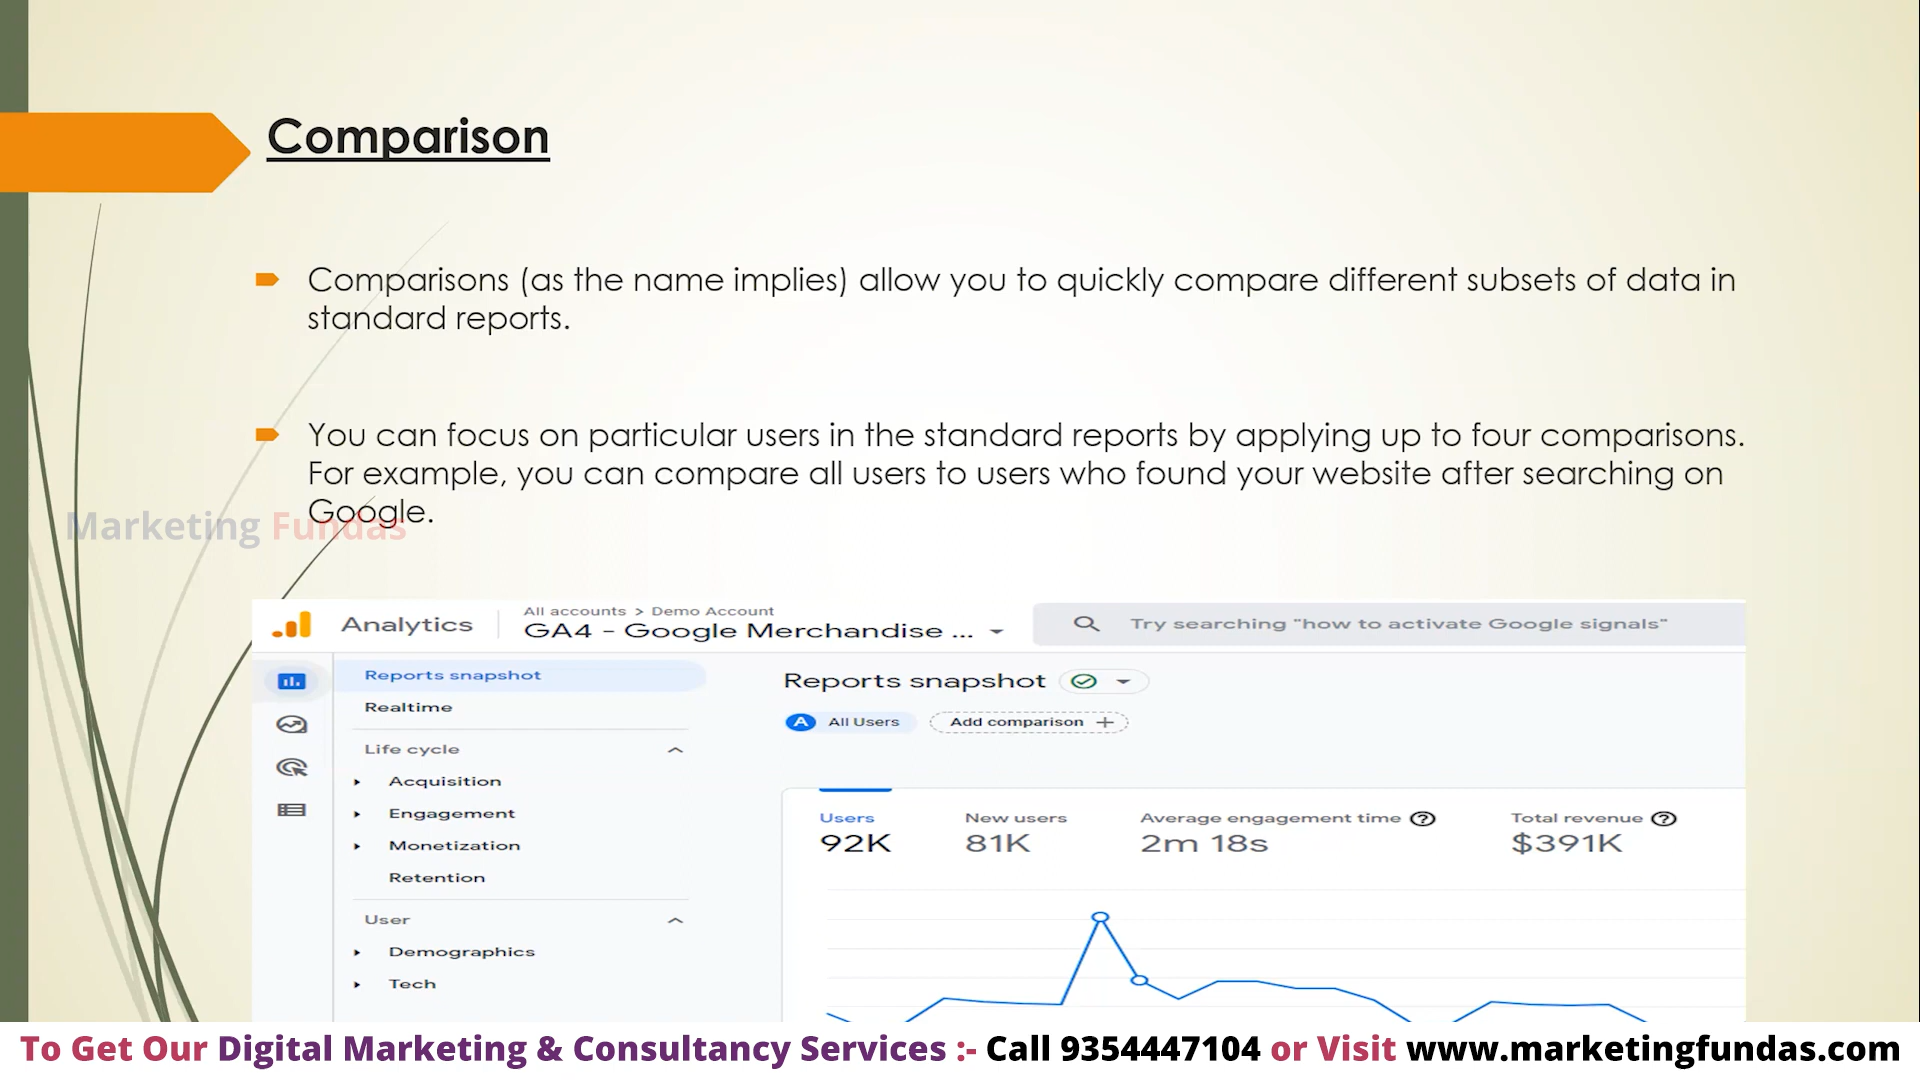 Comparison
Comparisons (as the name implies) allow you to quickly compare different subsets of data in
standard reports.
You can focus on particular users in the standard reports by applying up to four comparisons.
For example, you can compare all users to users who found your website after searching on
Google.
Marketing Fundas
Analytics
All accounts > Demo Account
GA4 - Google Merchandise ...
Try searching "how to activate Google signals"
Reports snapshot
Realtime
Life cycle
Acquisition
Engagement
Monetization
Retention
User
Demographics
Tech
Reports snapshot
A All Users Add comparison +
Users New users Average engagement time ? Total revenue ?
92K 81K 2m 18s $391K
To Get Our Digital Marketing & Consultancy Services :- Call 9354447104 or Visit www.marketingfundas.com